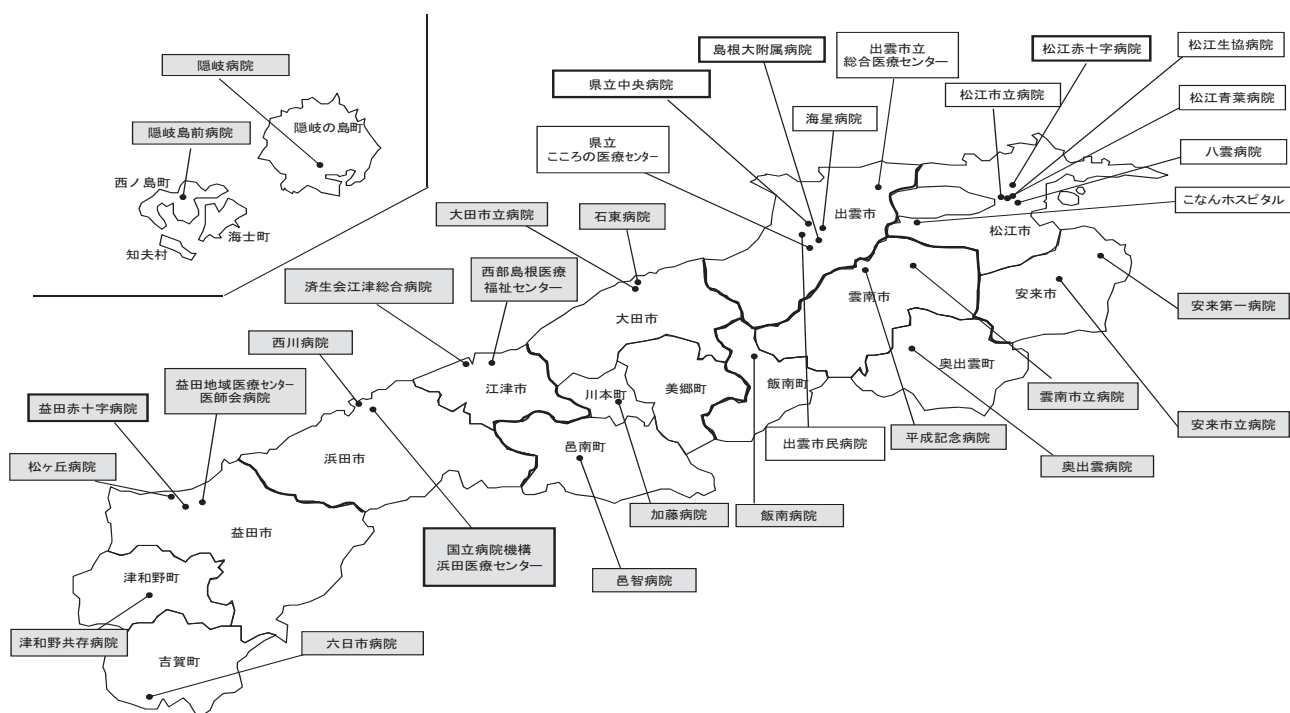 隠岐病院
隠岐の島町
隠岐島前病院
西ノ島町
海士町
知夫村
島根大附属病院
県立中央病院
出雲市立
総合医療センター
海星病院
県立
こころの医療センター
松江赤十字病院
松江生協病院
松江市立病院
松江青葉病院
八雲病院
こなんホスピタル
出雲市
松江市
大田市立病院
石東病院
済生会江津総合病院
西部島根医療
福祉センター
大田市
雲南市
安来市
安来第一病院
西川病院
江津市
川本町
美郷町
飯南町
奥出雲町
益田地域医療センター
医師会病院
益田赤十字病院
雲南市立病院
安来市立病院
出雲市民病院
平成記念病院
奥出雲病院
松ヶ丘病院
浜田市
邑南町
加藤病院
飯南病院
益田市
国立病院機構
浜田医療センター
邑智病院
津和野町
津和野共存病院
六日市病院
吉賀町